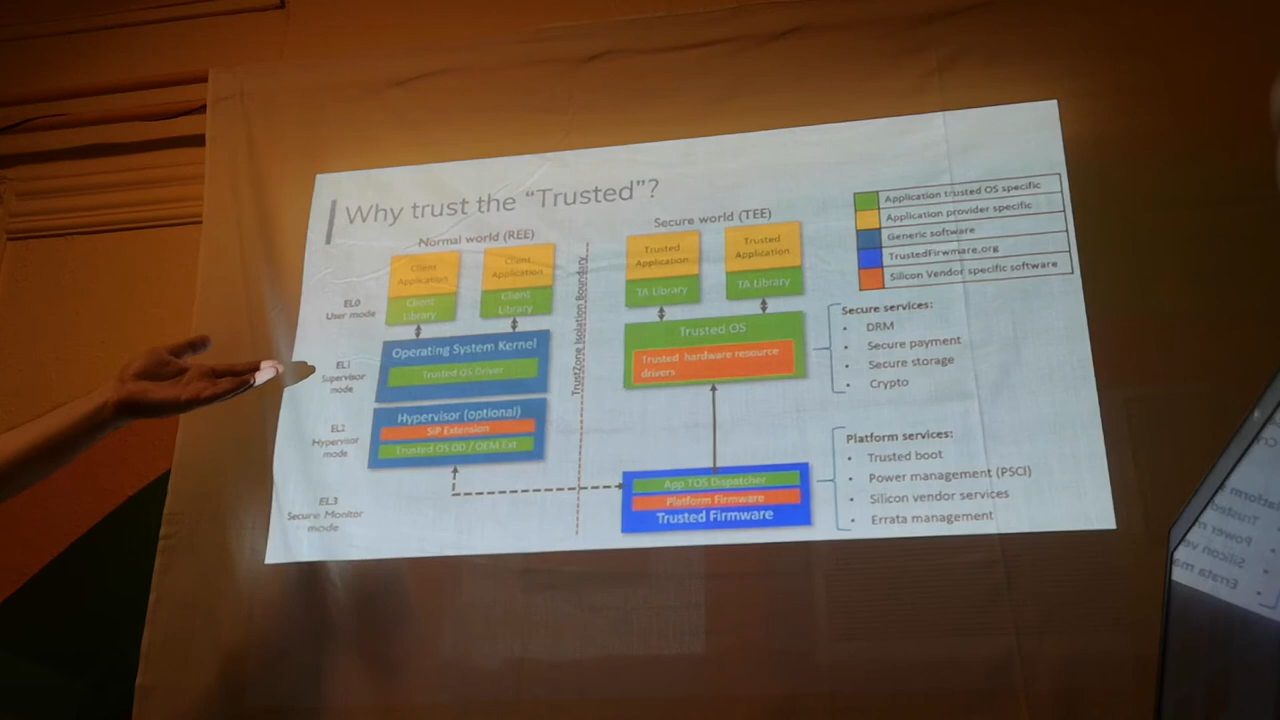 Why trust the “Trusted”?
Normal world (REE)
Client
Application
Client
Library
Client
Application
Client
Library
EL0
User mode
Operating System Kernel
Trusted OS Driver
EL1
Supervisor
mode
Hypervisor (optional)
SiP Extension
Trusted OS DD / OEM Ext
EL2
Hypervisor
mode
EL3
Secure Monitor
mode
TrustZone Isolation Boundary
Secure world (TEE)
Trusted
Application
TA Library
Trusted
Application
TA Library
Trusted OS
Trusted hardware resource
drivers
App TOS Dispatcher
Platform Firmware
Trusted Firmware
Application trusted OS specific
Application provider specific
Generic software
TrustedFirwmare.org
Silicon Vendor specific software
Secure services:
• DRM
• Secure payment
• Secure storage
• Crypto
Platform services:
• Trusted boot
• Power management (PSCI)
• Silicon vendor services
• Errata management